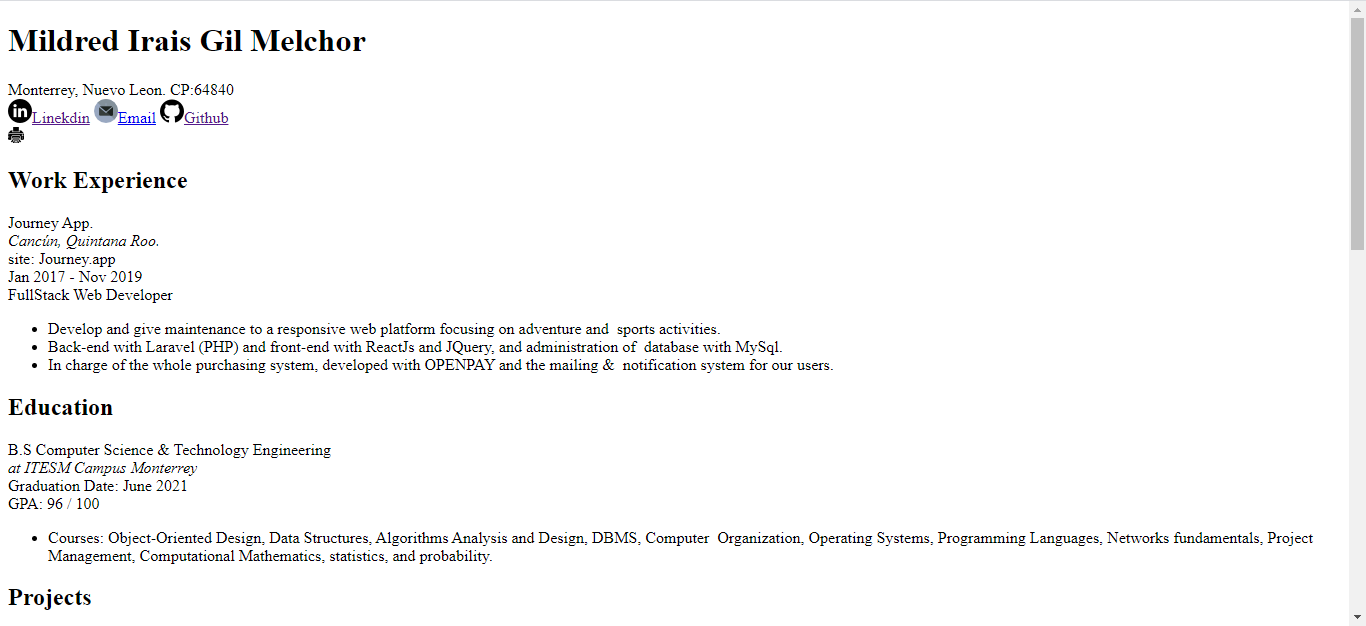 Mildred Irais Gil Melchor
Monterrey, Nuevo Leon. CP:64840
in Linekdin Email Github
Work Experience
Journey App.
Cancún, Quintana Roo.
site: Journey.app
Jan 2017 - Nov 2019
FullStack Web Developer
• Develop and give maintenance to a responsive web platform focusing on adventure and  sports activities.
• Back-end with Laravel (PHP) and front-end with ReactJs and JQuery, and administration of  database with MySql.
• In charge of the whole purchasing system, developed with OPENPAY and the mailing &  notification system for our users.
Education
B.S Computer Science & Technology Engineering
at ITESM Campus Monterrey
Graduation Date: June 2021
GPA: 96 / 100
• Courses: Object-Oriented Design, Data Structures, Algorithms Analysis and Design, DBMS, Computer  Organization, Operating Systems, Programming Languages, Networks fundamentals, Project
Management, Computational Mathematics, statistics, and probability.
Projects